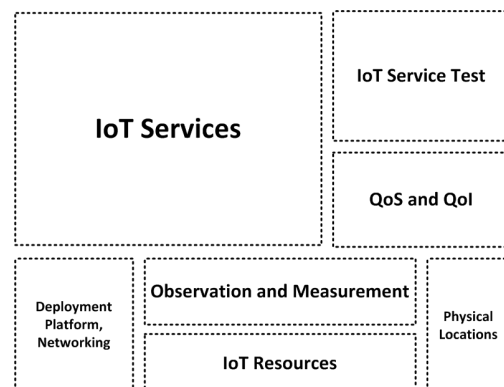 IoT Services
IoT Service Test
QoS and QoI
Deployment
Platform,
Networking
Observation and Measurement
IoT Resources
Physical
Locations